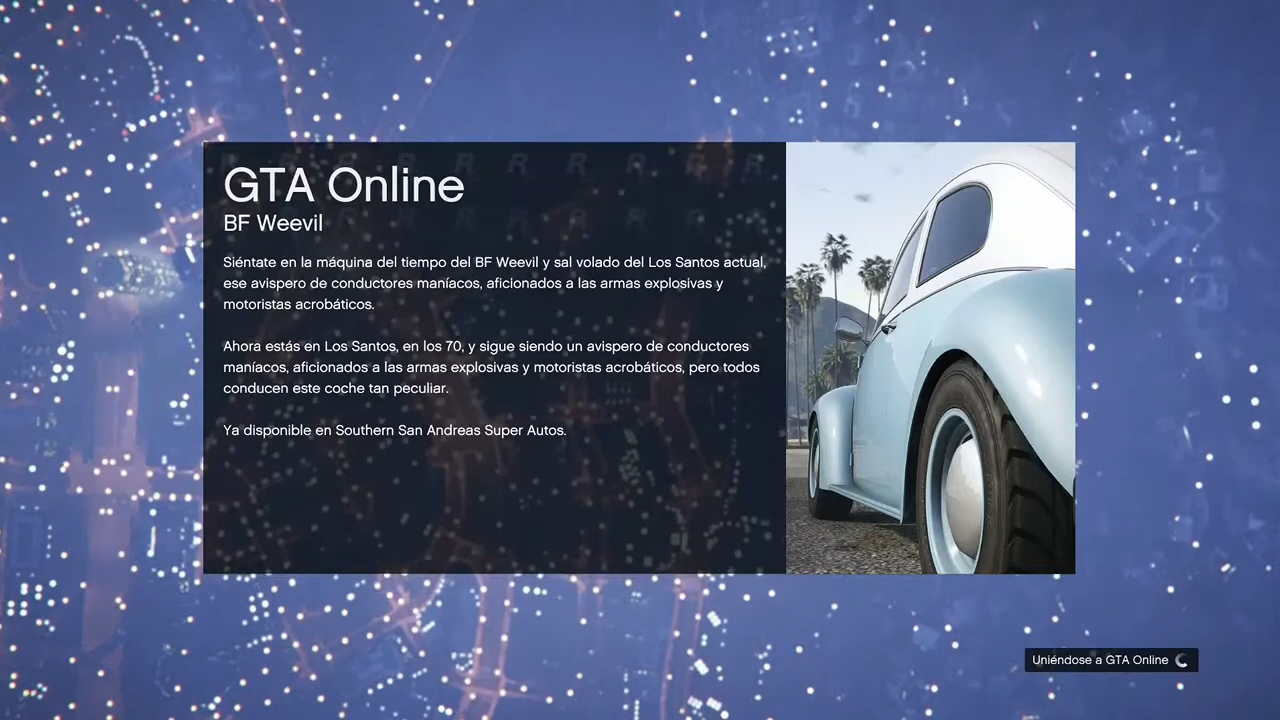 GTA Online
BF Weevil
Siéntate en la máquina del tiempo del BF Weevil y sal volado del Los Santos actual,
ese avispero de conductores maníacos, aficionados a las armas explosivas y
motoristas acrobáticos.
Ahora estás en Los Santos, en los 70, y sigue siendo un avispero de conductores
maníacos, aficionados a las armas explosivas y motoristas acrobáticos, pero todos
conducen este coche tan peculiar.
Ya disponible en Southern San Andreas Super Autos.
Uniéndose a GTA Online